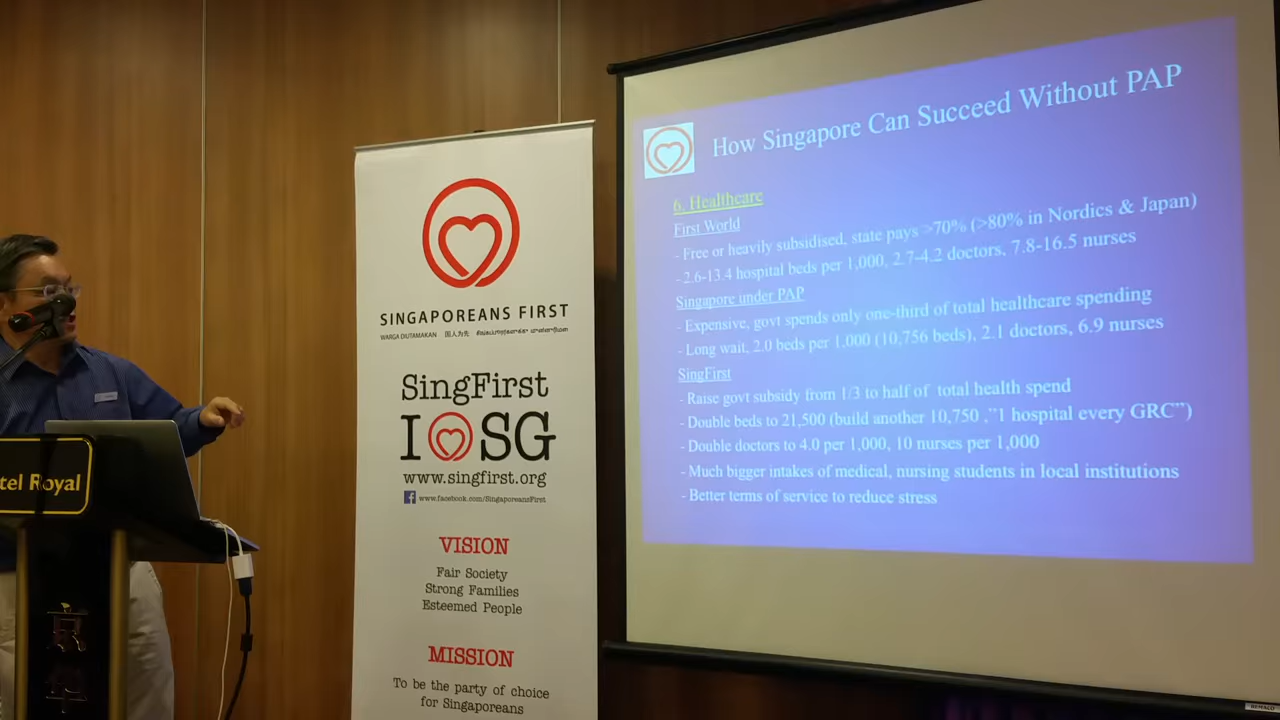 tel Royal
SINGAPOREANS FIRST
WARGA DIUTAMAKAN 国人为先
SingFirst
I SG
www.singfirst.org
www.facebook.com/SingaporeansFirst
VISION
Fair Society
Strong Families
Esteemed People
MISSION
To be the party of choice
for Singaporeans
How Singapore Can Succeed Without PAP
6. Healthcare
First World
- Free or heavily subsidised, state pays >70% (>80% in Nordics & Japan)
- 2.6-13.4 hospital beds per 1,000, 2.7-4.2 doctors, 7.8-16.5 nurses
Singapore under PAP
- Expensive, govt spends only one-third of total healthcare spending
- Long wait, 2.0 beds per 1,000 (10,756 beds), 2.1 doctors, 6.9 nurses
SingFirst
- Raise govt subsidy from 1/3 to half of total health spend
- Double beds to 21,500 (build another 10,750 ,"1 hospital every GRC")
- Double doctors to 4.0 per 1,000, 10 nurses per 1,000
- Much bigger intakes of medical, nursing students in local institutions
- Better terms of service to reduce stress